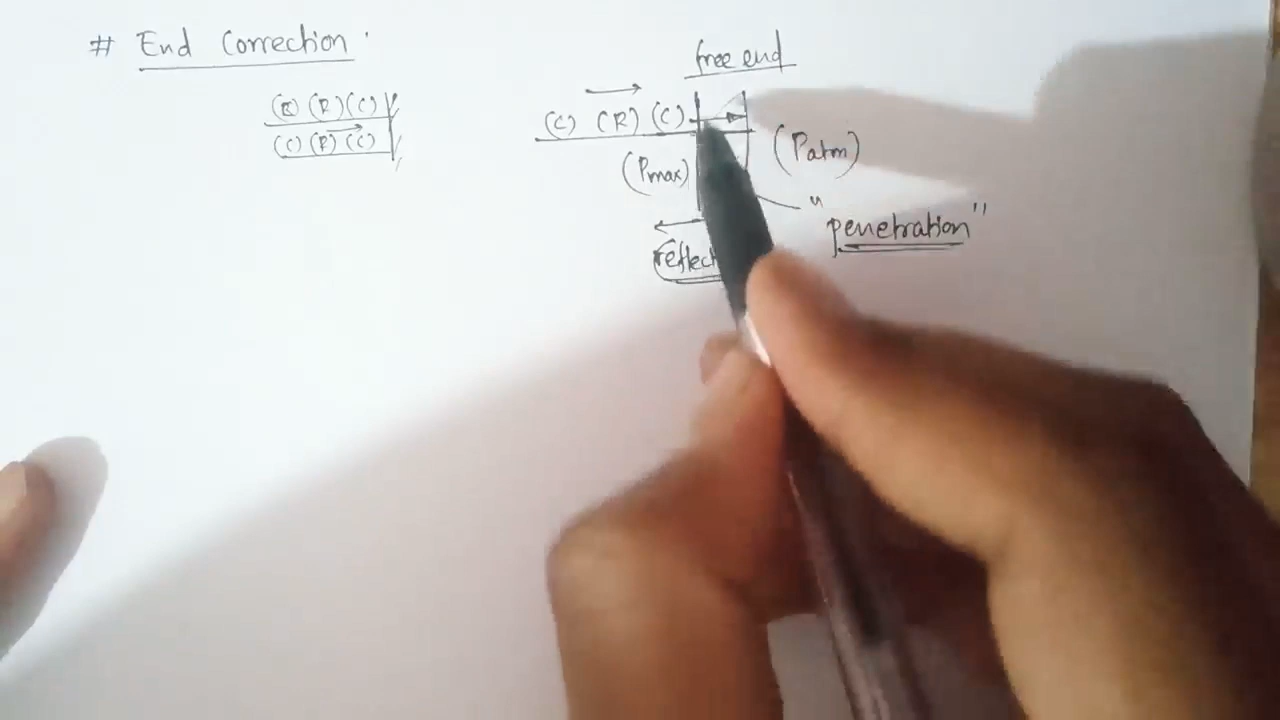 # End Correction
free end
(R) (R) (C)
(C) (R) (C)
(C) (R) (C)
(Patm)
(Pmax)
"penetration"